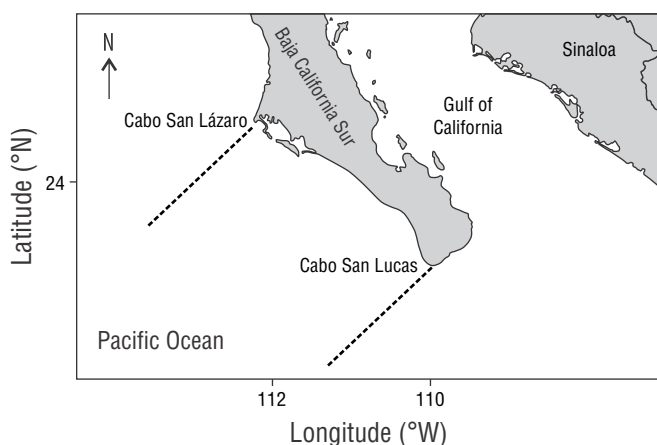 N
Sinaloa
Baja California Sur
Gulf of
California
Cabo San Lázaro
24
Latitude (°N)
Cabo San Lucas
Pacific Ocean
112
110
Longitude (°W)